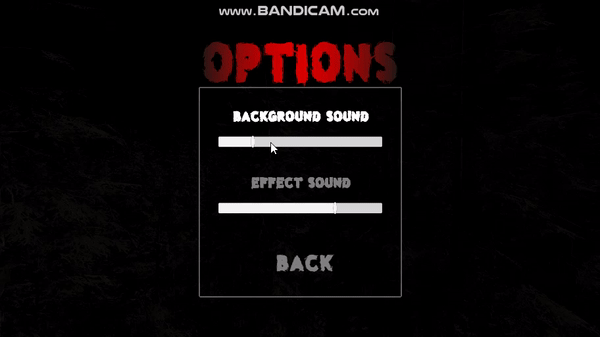 www.BANDICAM.com
OPTIONS
BACKGROUND SOUND
EFFECT SOUND
BACK